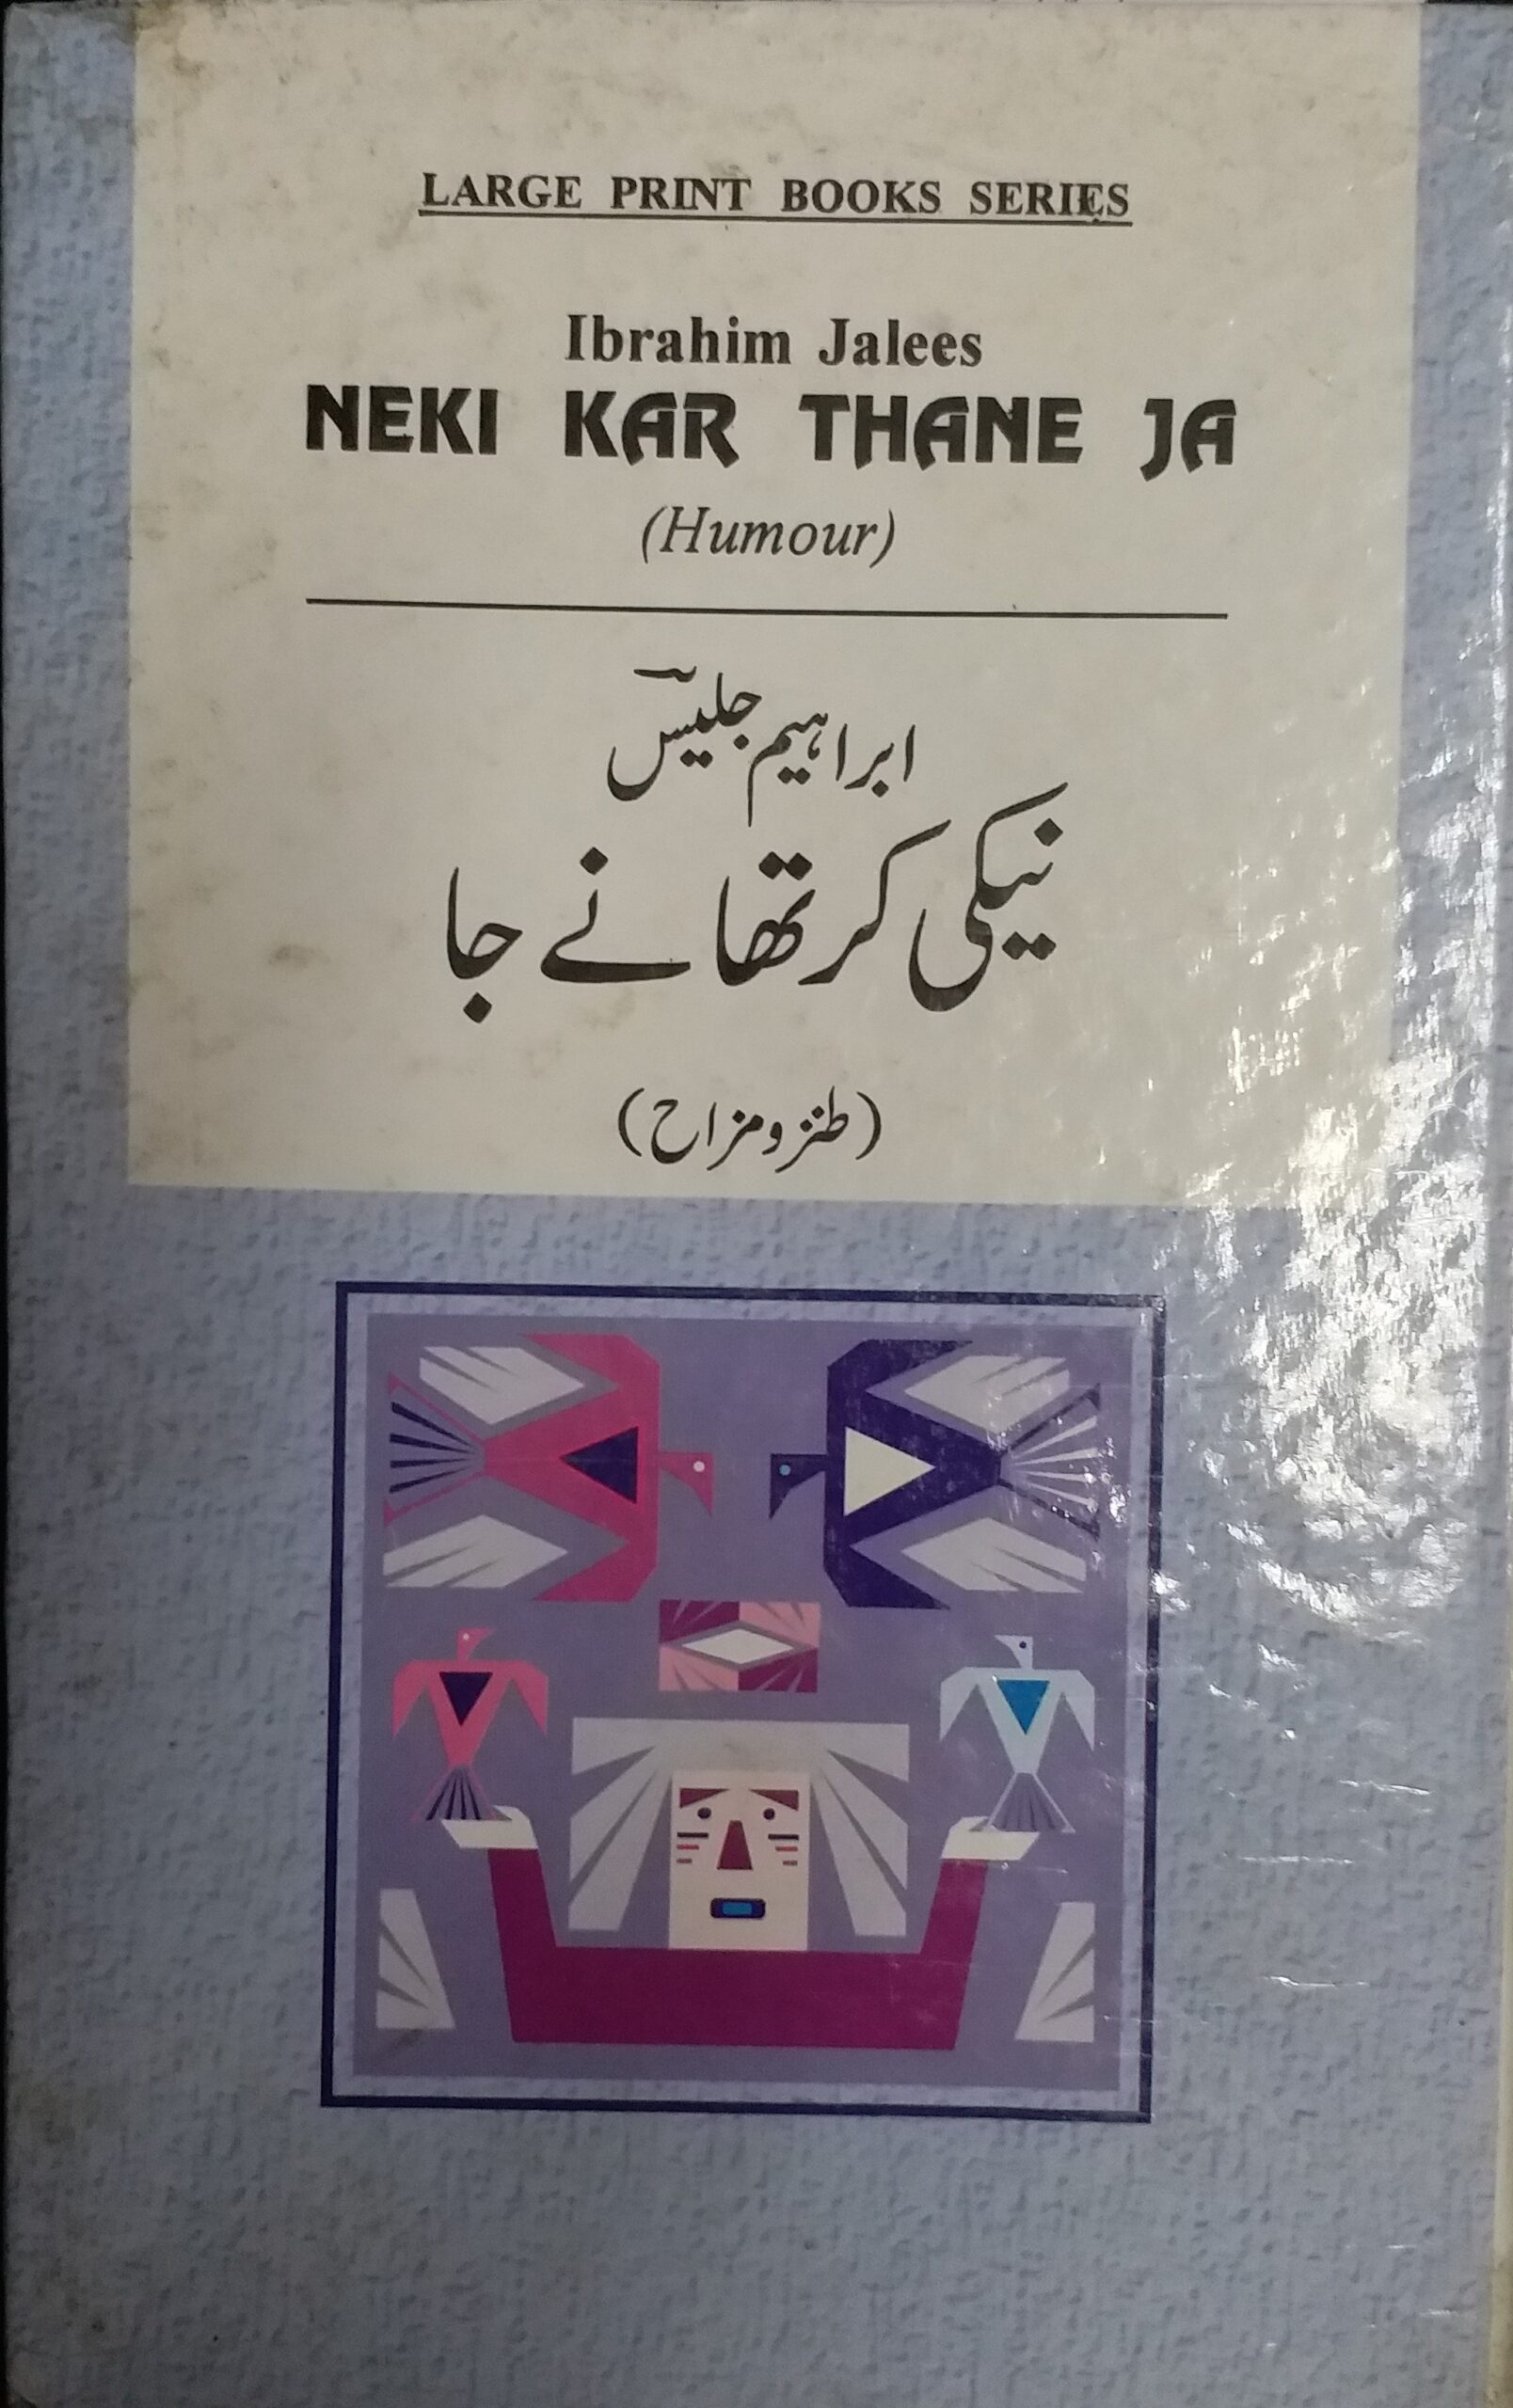 LARGE PRINT BOOKS SERIES
Ibrahim Jalees
NEKI KAR THANE JA
(Humour)
ابراہیم جلیسؔ
نیکی کر تھانے جا
(طنز و مزاح)